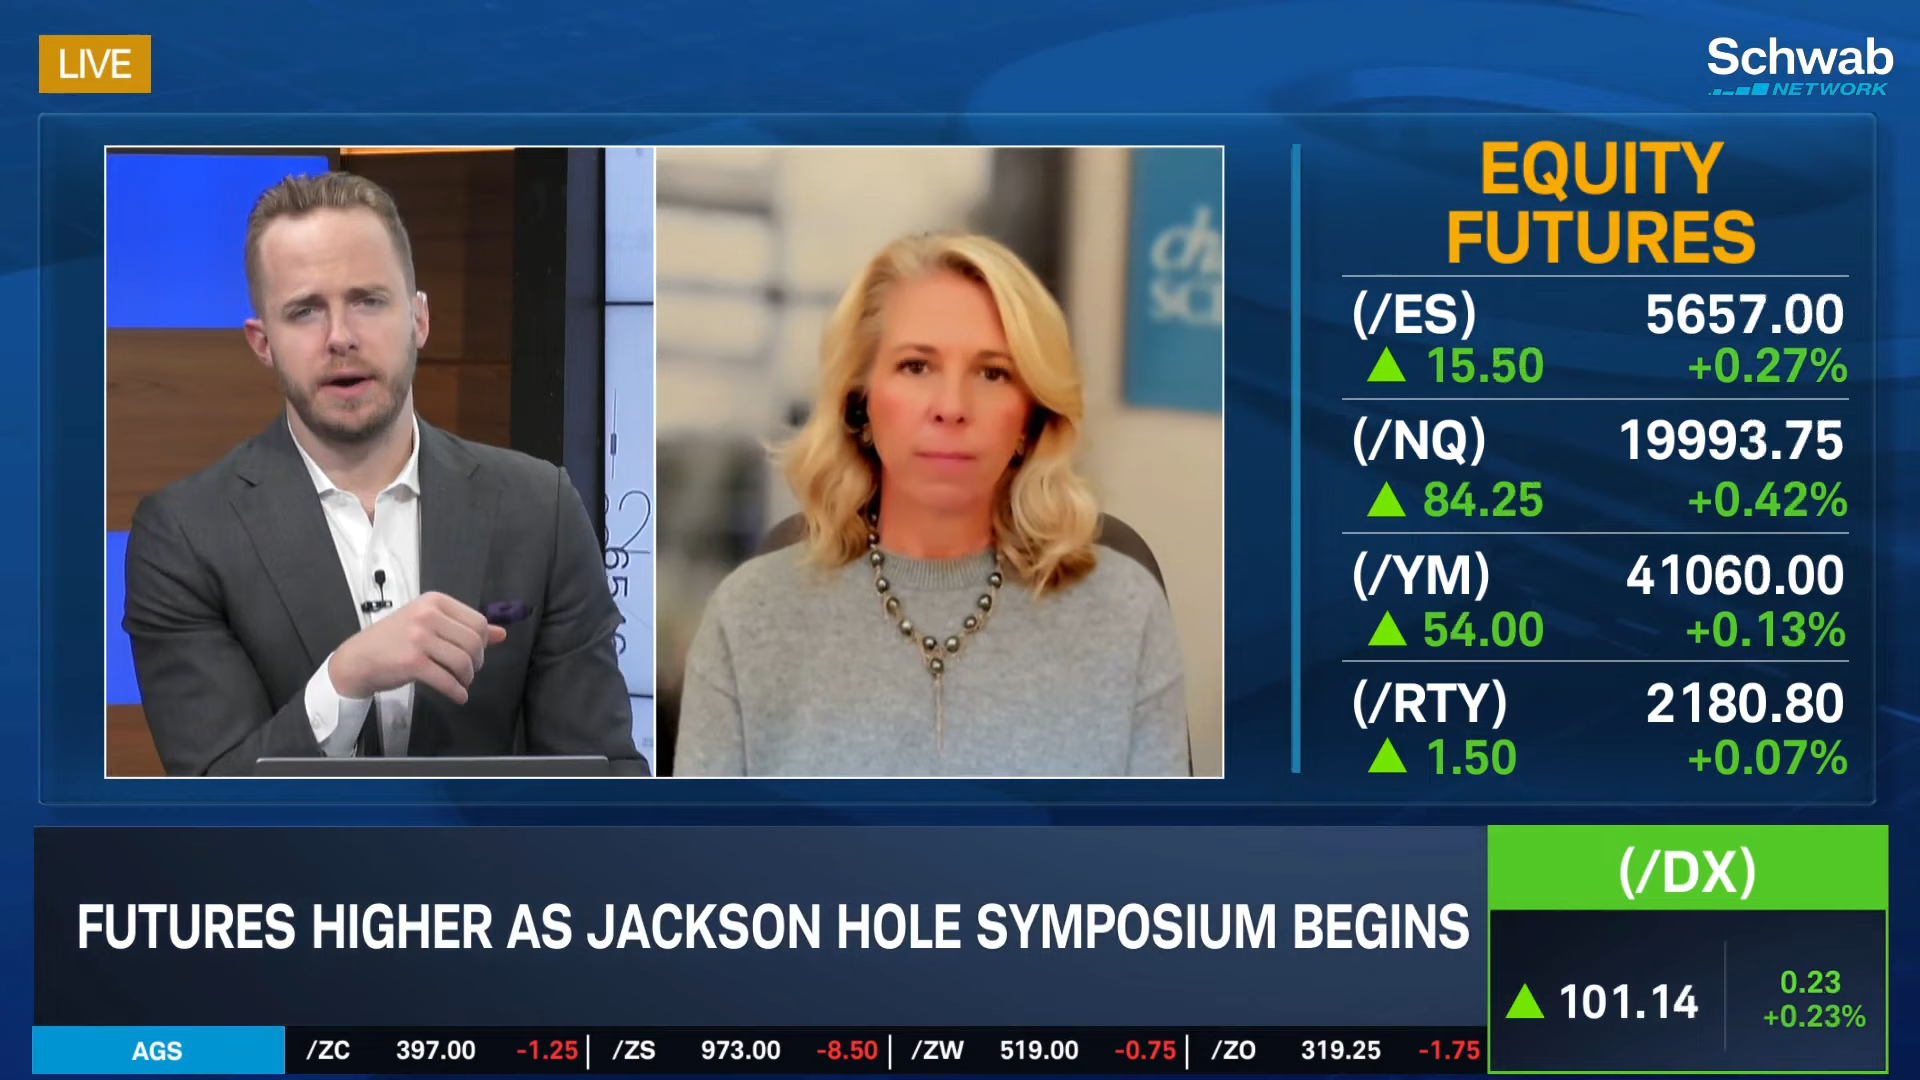 LIVE
Schwab
NETWORK
EQUITY
FUTURES
(/ES) 5657.00
▲ 15.50 +0.27%
(/NQ) 19993.75
▲ 84.25 +0.42%
(/YM) 41060.00
▲ 54.00 +0.13%
(/RTY) 2180.80
▲ 1.50 +0.07%
FUTURES HIGHER AS JACKSON HOLE SYMPOSIUM BEGINS
(/DX)
▲ 101.14
0.23
+0.23%
AGS /ZC 397.00 -1.25 /ZS 973.00 -8.50 /ZW 519.00 -0.75 /ZO 319.25 -1.75